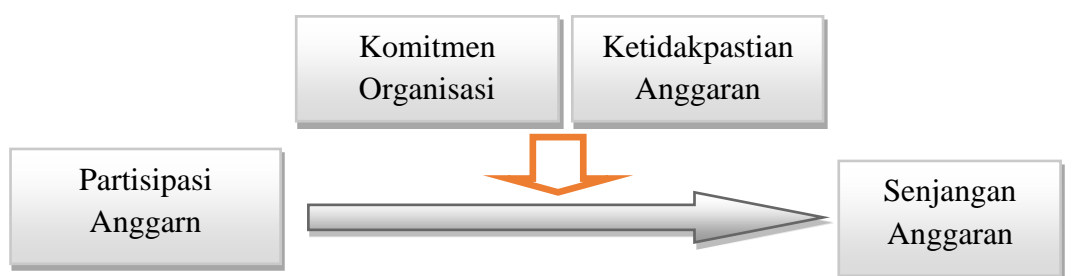 Komitmen
Organisasi
Ketidakpastian
Anggaran
Partisipasi
Anggarn
Senjangan
Anggaran